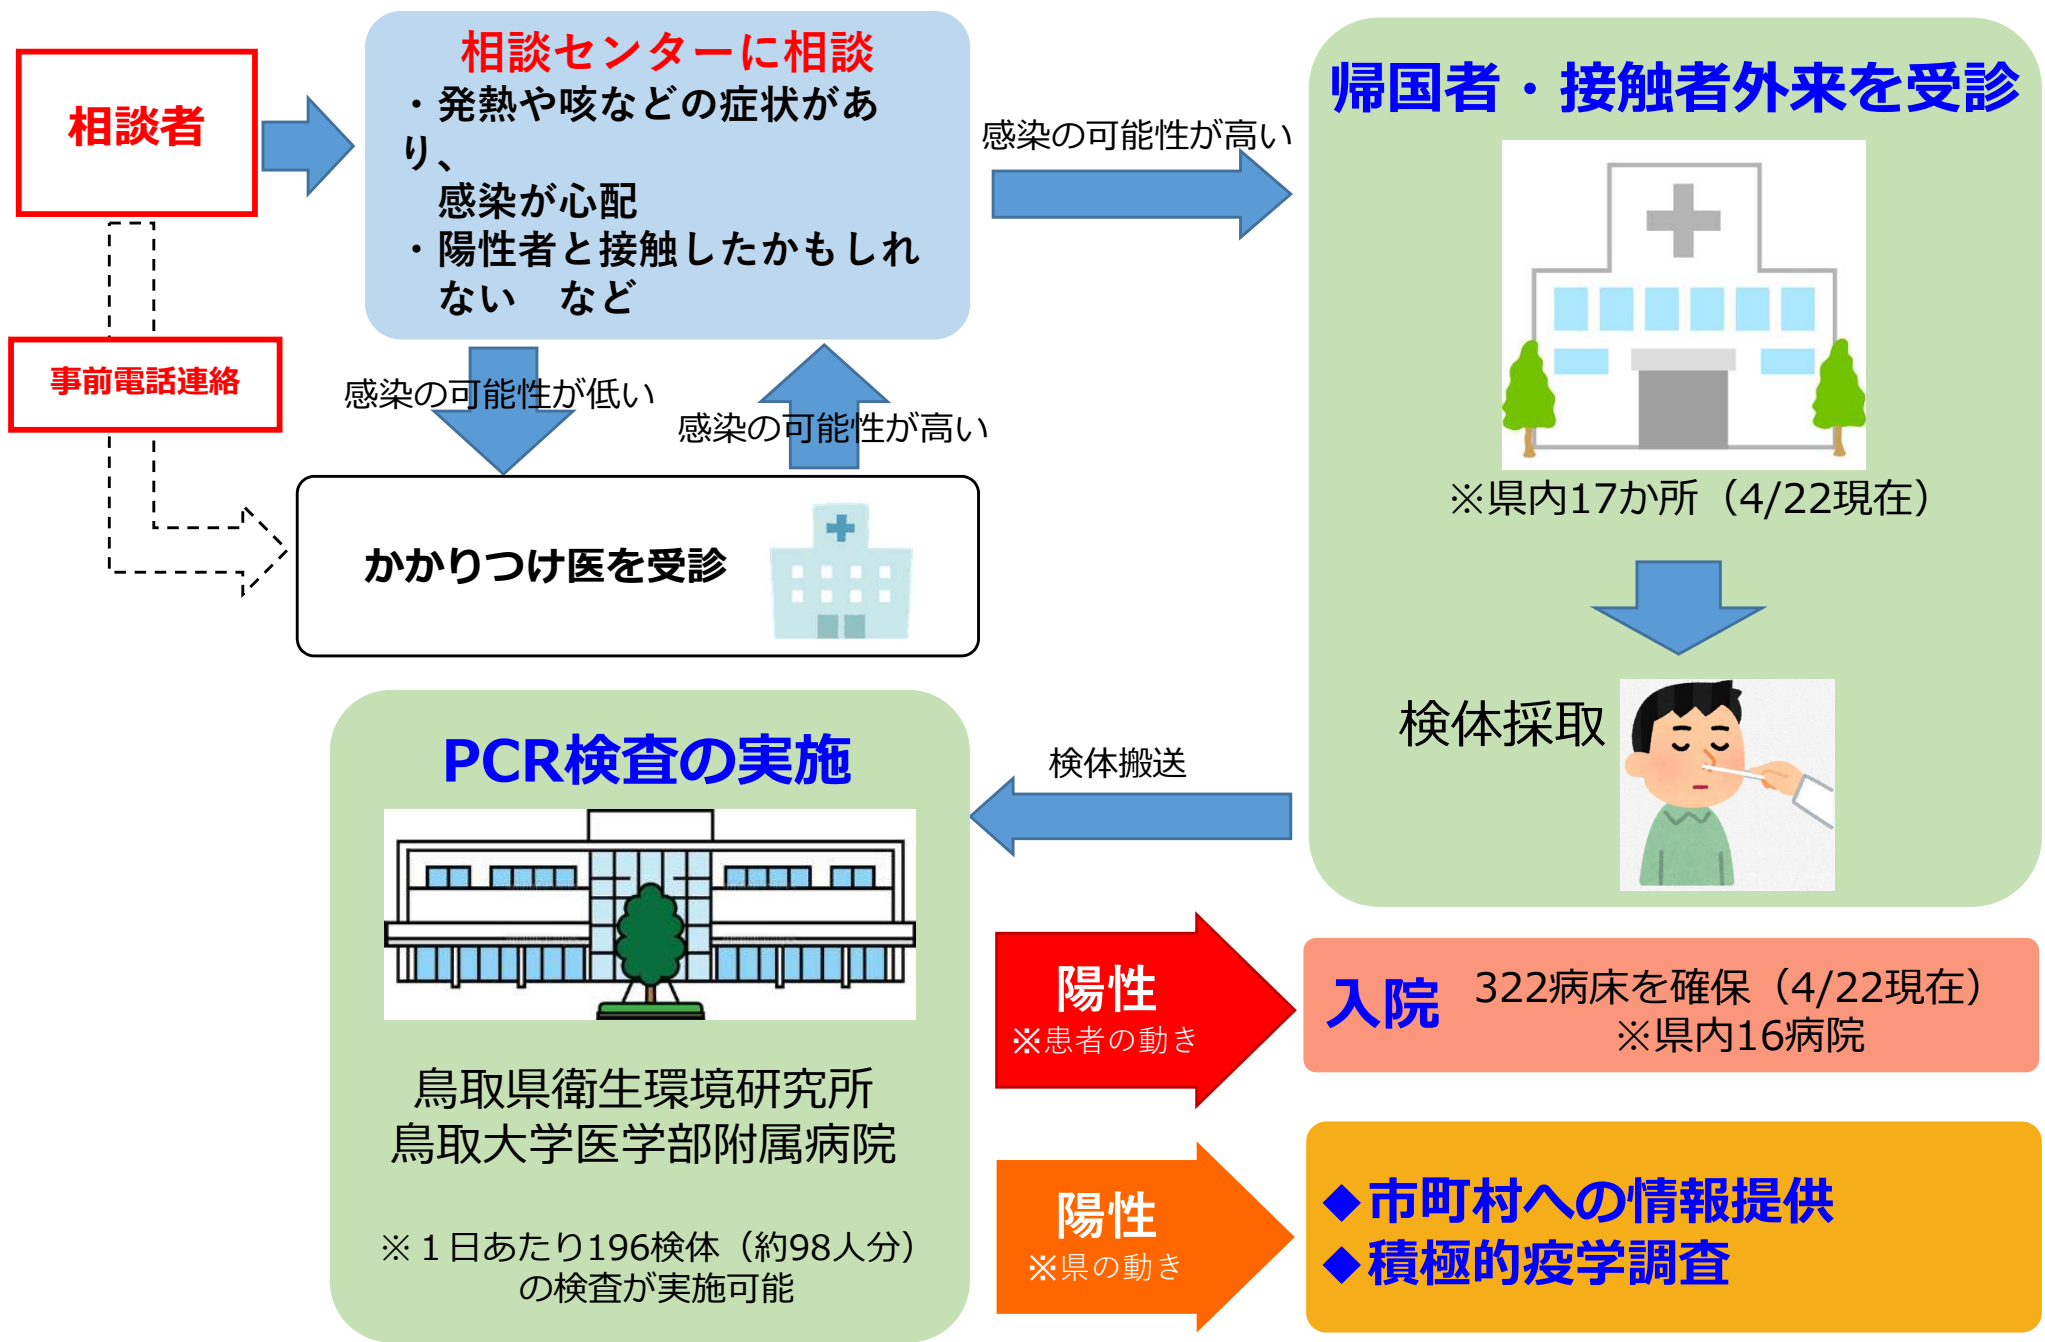 相談者
相談センターに相談
・発熱や咳などの症状があ
り、
感染が心配
・陽性者と接触したかもしれ
ない　など
感染の可能性が高い
帰国者・接触者外来を受診
※県内17か所（4/22現在）
事前電話連絡
感染の可能性が低い
感染の可能性が高い
かかりつけ医を受診
検体採取
検体搬送
PCR検査の実施
鳥取県衛生環境研究所
鳥取大学医学部附属病院
※１日あたり196検体（約98人分）
の検査が実施可能
陽性
※患者の動き
入院
322病床を確保（4/22現在）
※県内16病院
陽性
※県の動き
◆市町村への情報提供
◆積極的疫学調査